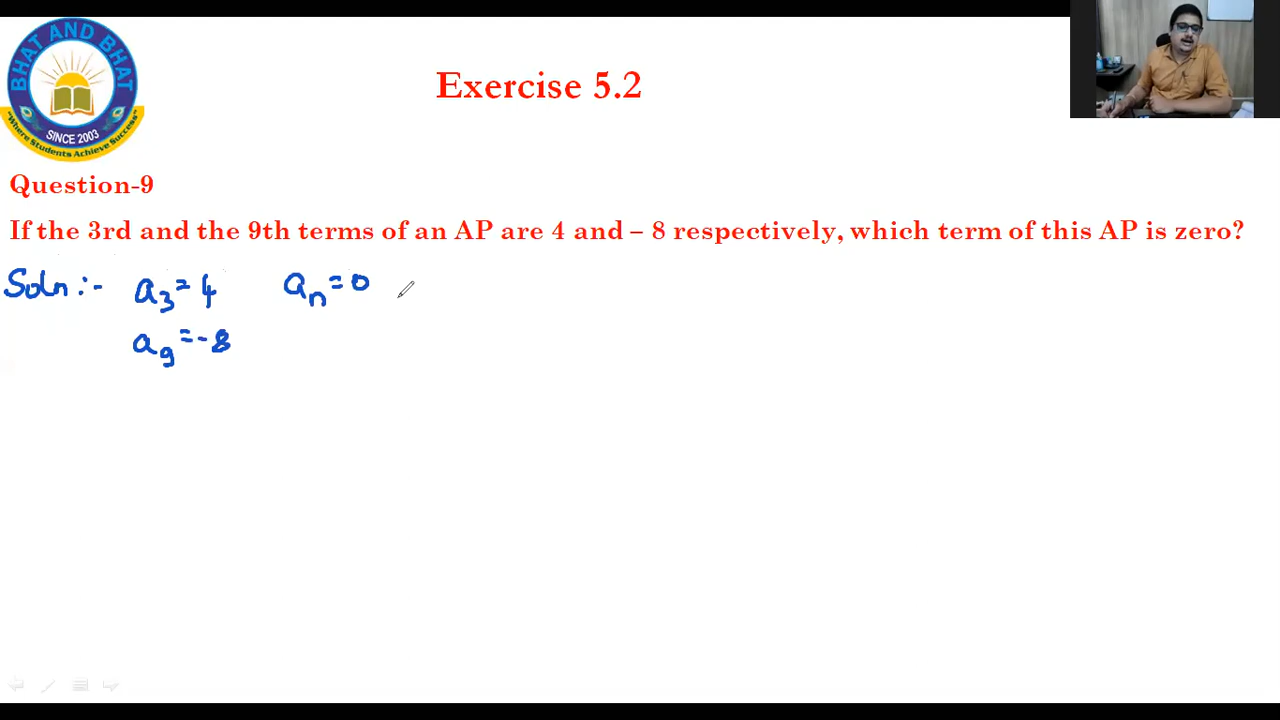 BHAT AND BHAT
SINCE 2003
"Where Students Achieve Success"
Exercise 5.2
Question-9
If the 3rd and the 9th terms of an AP are 4 and – 8 respectively, which term of this AP is zero?
Soln :- a₃ = 4 aₙ = 0
a₉ = -8